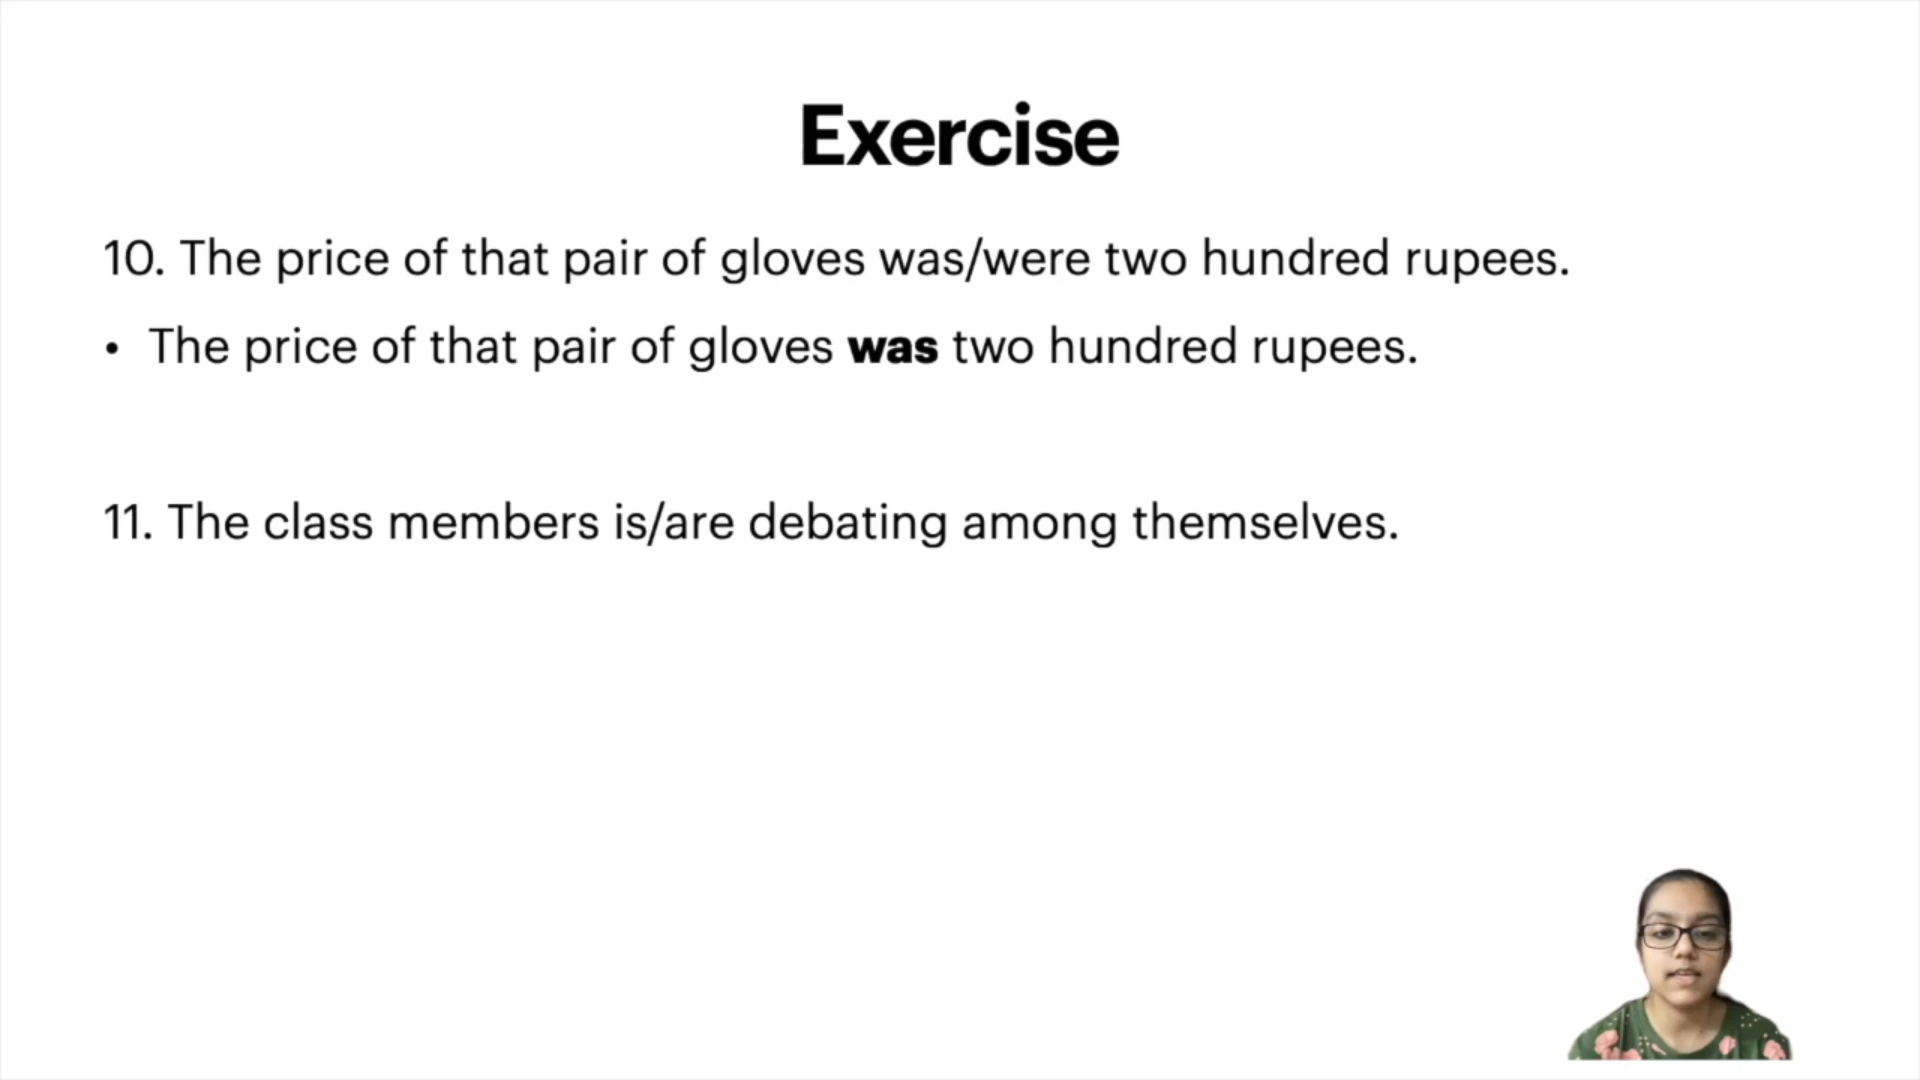 Exercise
10. The price of that pair of gloves was/were two hundred rupees.
• The price of that pair of gloves was two hundred rupees.
11. The class members is/are debating among themselves.